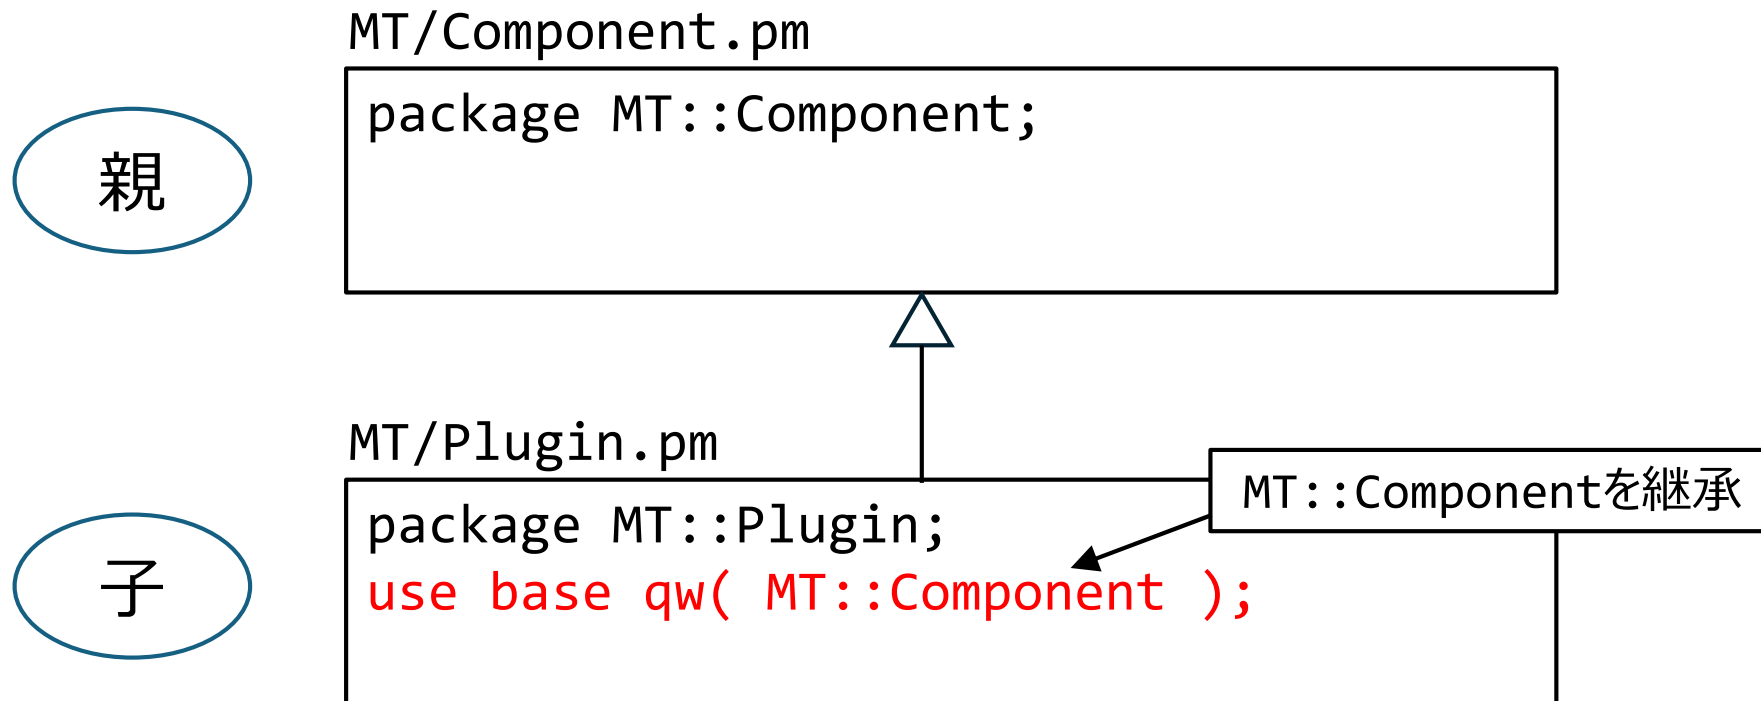 MT/Component.pm
package MT::Component;
親
MT/Plugin.pm
MT::Componentを継承
package MT::Plugin;
use base qw( MT::Component );
子